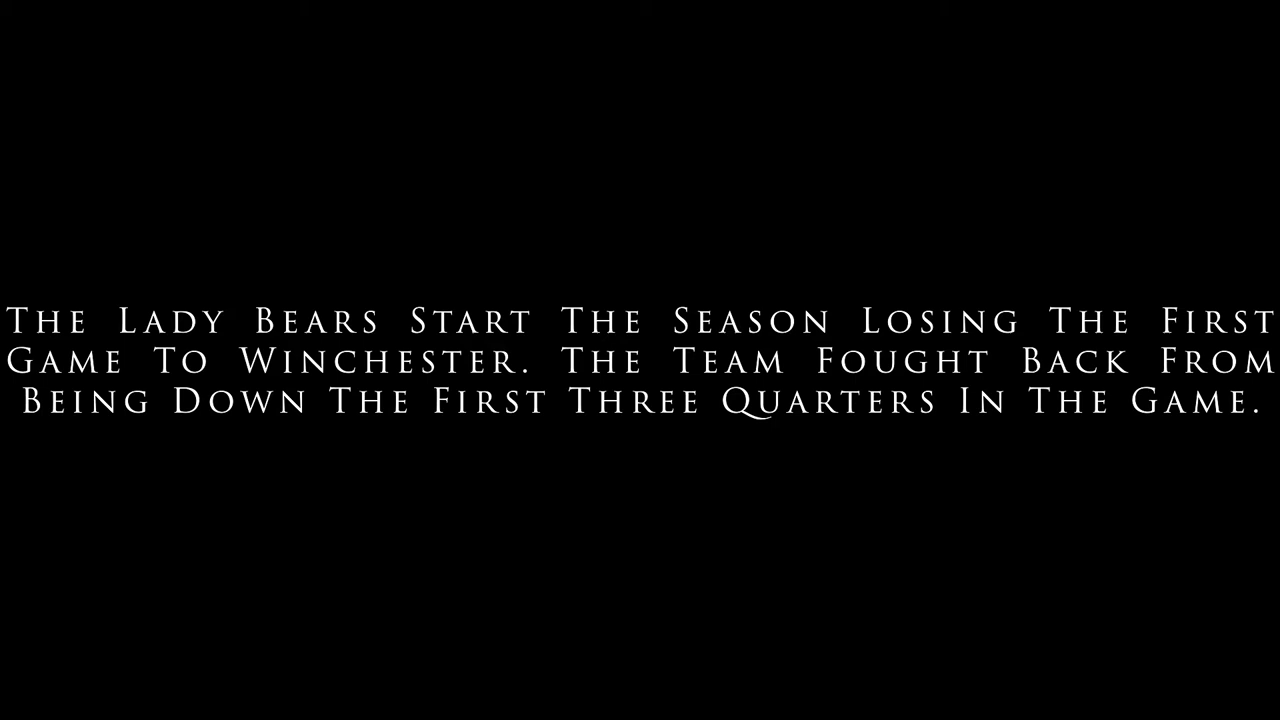 The Lady Bears Start The Season Losing The First
Game To Winchester. The Team Fought Back From
Being Down The First Three Quarters In The Game.